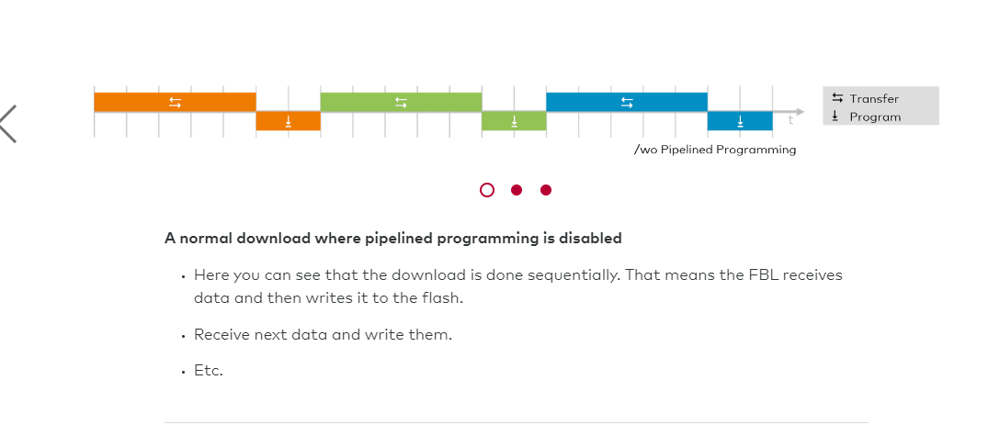 Transfer
Program
t
/wo Pipelined Programming
A normal download where pipelined programming is disabled
• Here you can see that the download is done sequentially. That means the FBL receives
data and then writes it to the flash.
• Receive next data and write them.
• Etc.